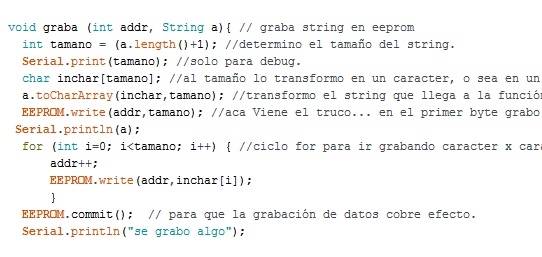 void graba (int addr, String a){ // graba string en eeprom
int tamano = (a.length()+1); //determino el tamaño del string.
Serial.print(tamano); //solo para debug.
char inchar[tamano]; //al tamaño lo transformo en un caracter, o sea en un
a.toCharArray(inchar,tamano); //transformo el string que llega a la función
EEPROM.write(addr,tamano); //aca Viene el truco... en el primer byte grabo
Serial.println(a);
for (int i=0; i<tamano; i++) { //ciclo for para ir grabando caracter x cara
addr++;
EEPROM.write(addr,inchar[i]);
}
EEPROM.commit();  // para que la grabación de datos cobre efecto.
Serial.println("se grabo algo");